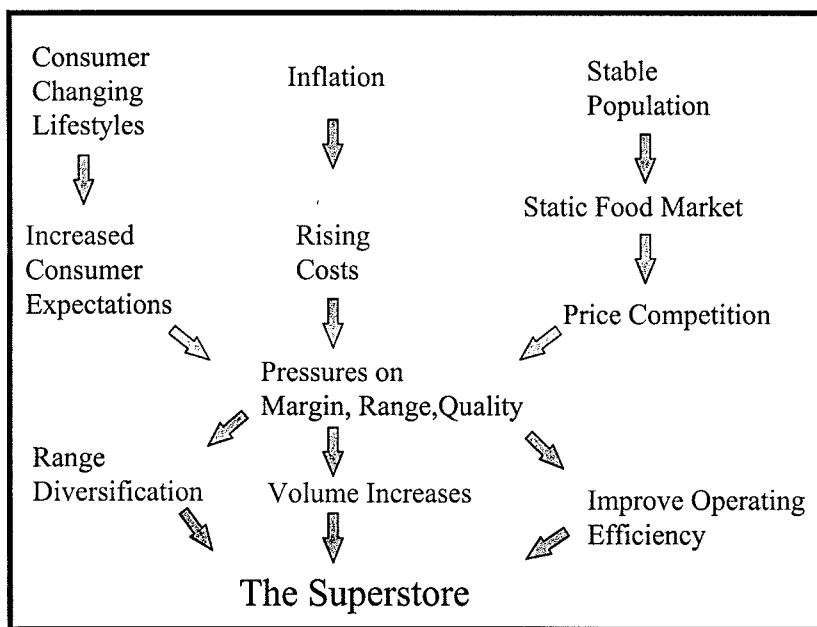 Consumer
Changing
Lifestyles
Inflation
Stable
Population
Increased
Consumer
Expectations
Rising
Costs
Static Food Market
Price Competition
Pressures on
Margin, Range,Quality
Range
Diversification
Volume Increases
Improve Operating
Efficiency
The Superstore